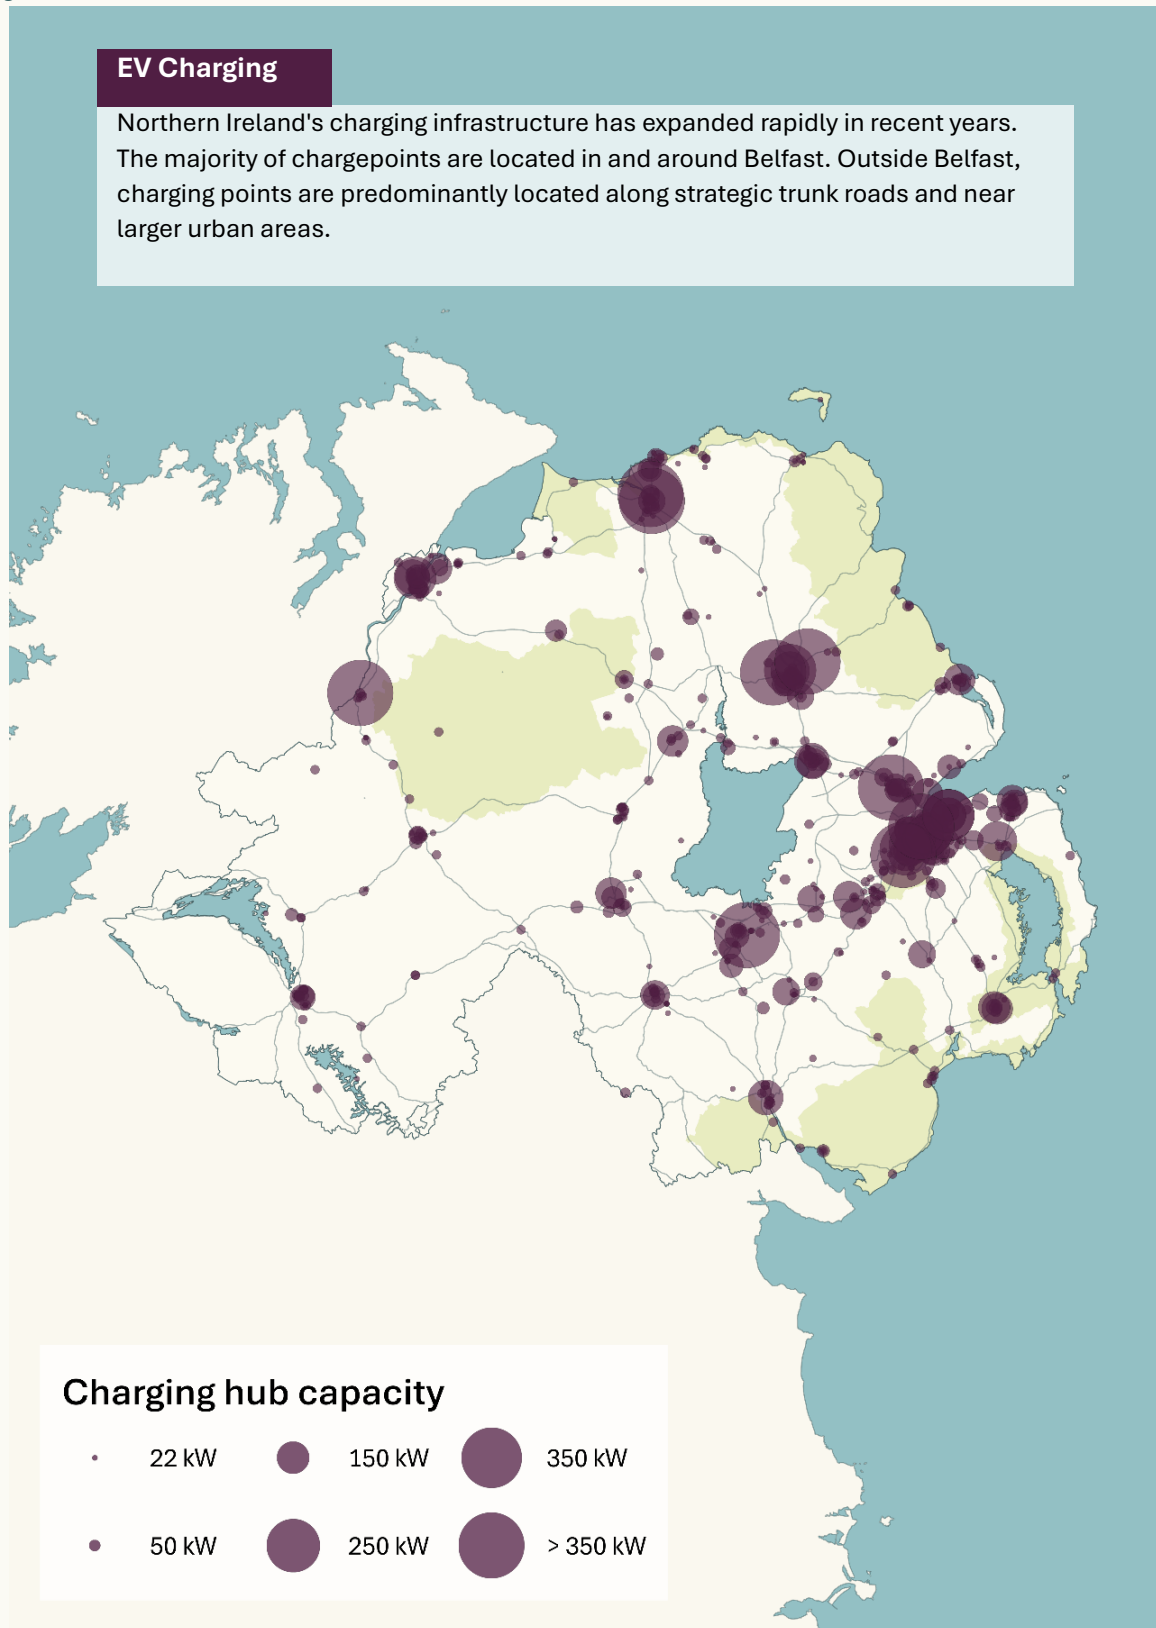 EV Charging
Northern Ireland's charging infrastructure has expanded rapidly in recent years.
The majority of chargepoints are located in and around Belfast. Outside Belfast,
charging points are predominantly located along strategic trunk roads and near
larger urban areas.
Charging hub capacity
22 kW 150 kW 350 kW
50 kW 250 kW > 350 kW